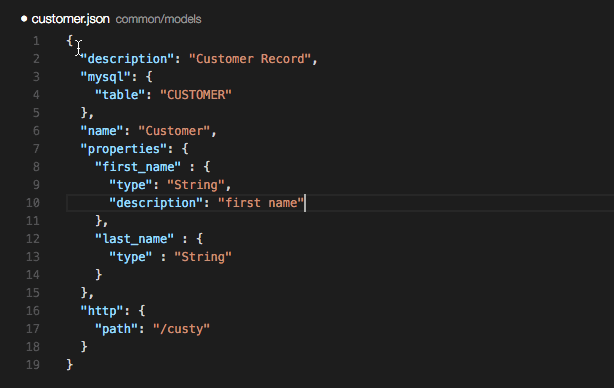 ● customer.json common/models
1 {
2 "description": "Customer Record",
3 "mysql": {
4 "table": "CUSTOMER"
5 },
6 "name": "Customer",
7 "properties": {
8 "first_name" : {
9 "type": "String",
10 "description": "first name"
11 },
12 "last_name" : {
13 "type" : "String"
14 }
15 },
16 "http": {
17 "path": "/custy"
18 }
19 }